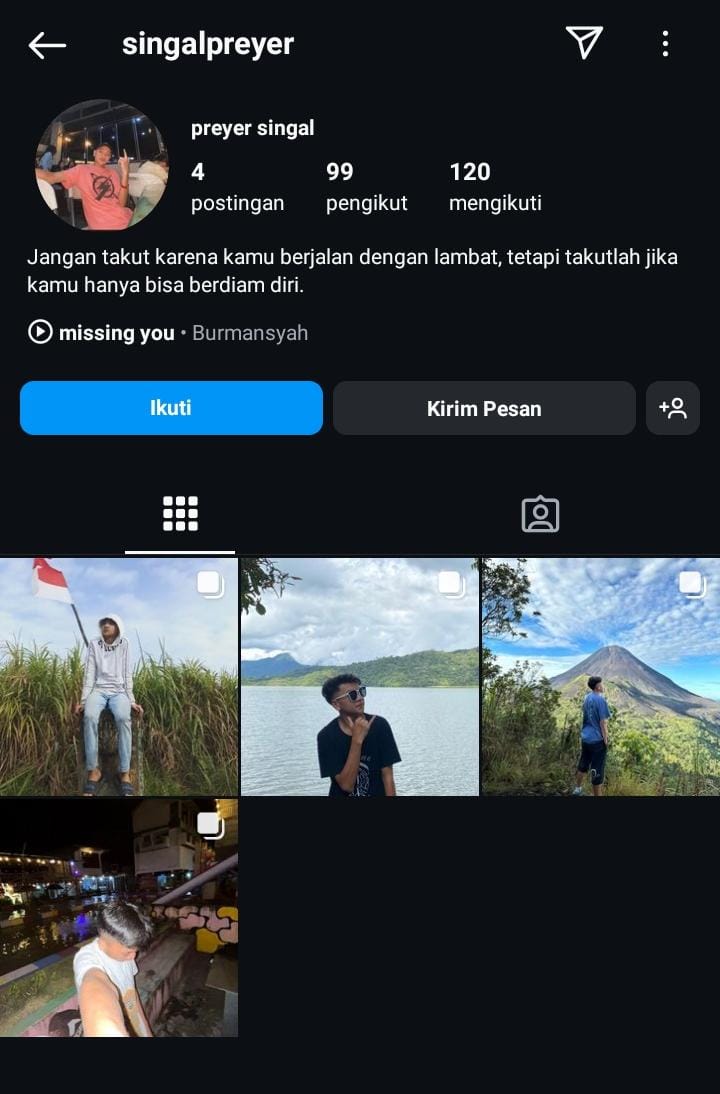 singalpreyer
preyer singal
4 99 120
postingan pengikut mengikuti
Jangan takut karena kamu berjalan dengan lambat, tetapi takutlah jika
kamu hanya bisa berdiam diri.
missing you • Burmansyah
Ikuti Kirim Pesan